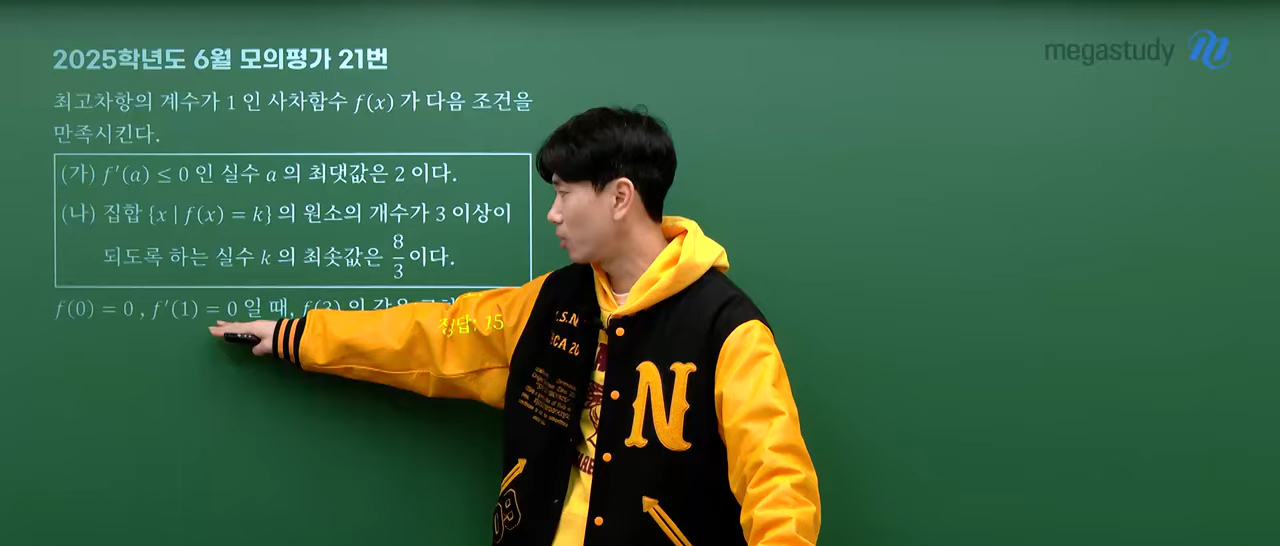 2025학년도 6월 모의평가 21번
megastudy
최고차항의 계수가 1 인 사차함수 f(x) 가 다음 조건을
만족시킨다.
(가) f′(a) ≤ 0 인 실수 a 의 최댓값은 2 이다.
(나) 집합 {x | f(x) = k} 의 원소의 개수가 3 이상이
되도록 하는 실수 k 의 최솟값은 8/3 이다.
f(0) = 0 , f′(1) = 0 일 때, f(3) 의 값은
정답: 15
N